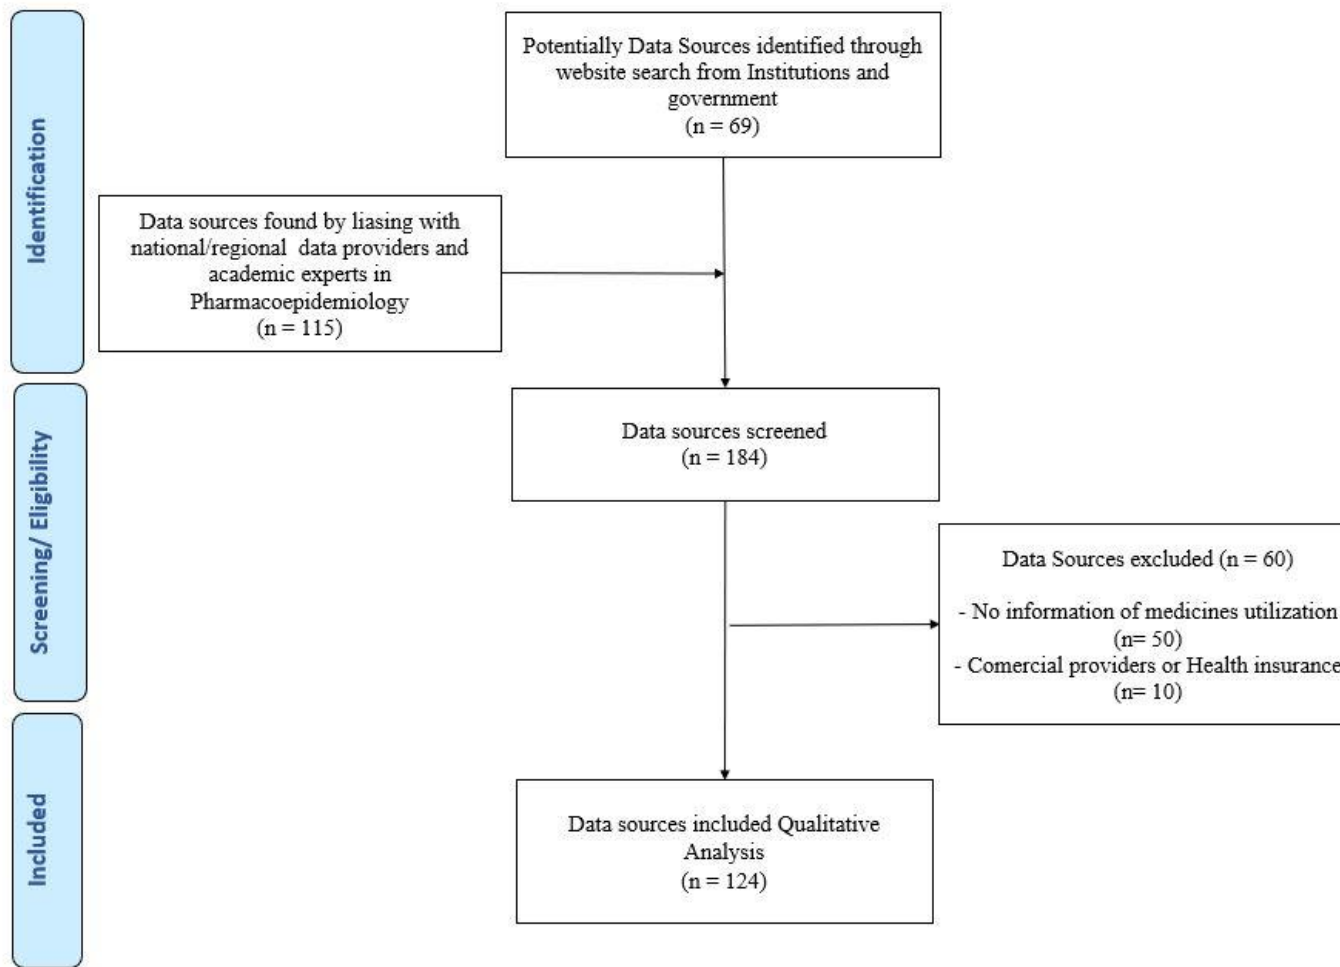 Identification
Potentially Data Sources identified through
website search from Institutions and
government
(n = 69)
Data sources found by liasing with
national/regional data providers and
academic experts in
Pharmacoepidemiology
(n = 115)
Screening/ Eligibility
Data sources screened
(n = 184)
Data Sources excluded (n = 60)
- No information of medicines utilization
(n= 50)
- Comercial providers or Health insurance
(n= 10)
Included
Data sources included Qualitative
Analysis
(n = 124)